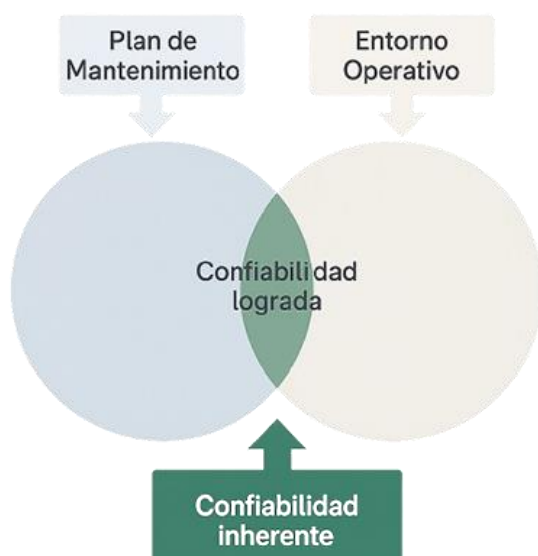 Plan de
Mantenimiento
Entorno
Operativo
Confiabilidad
lograda
Confiabilidad
inherente